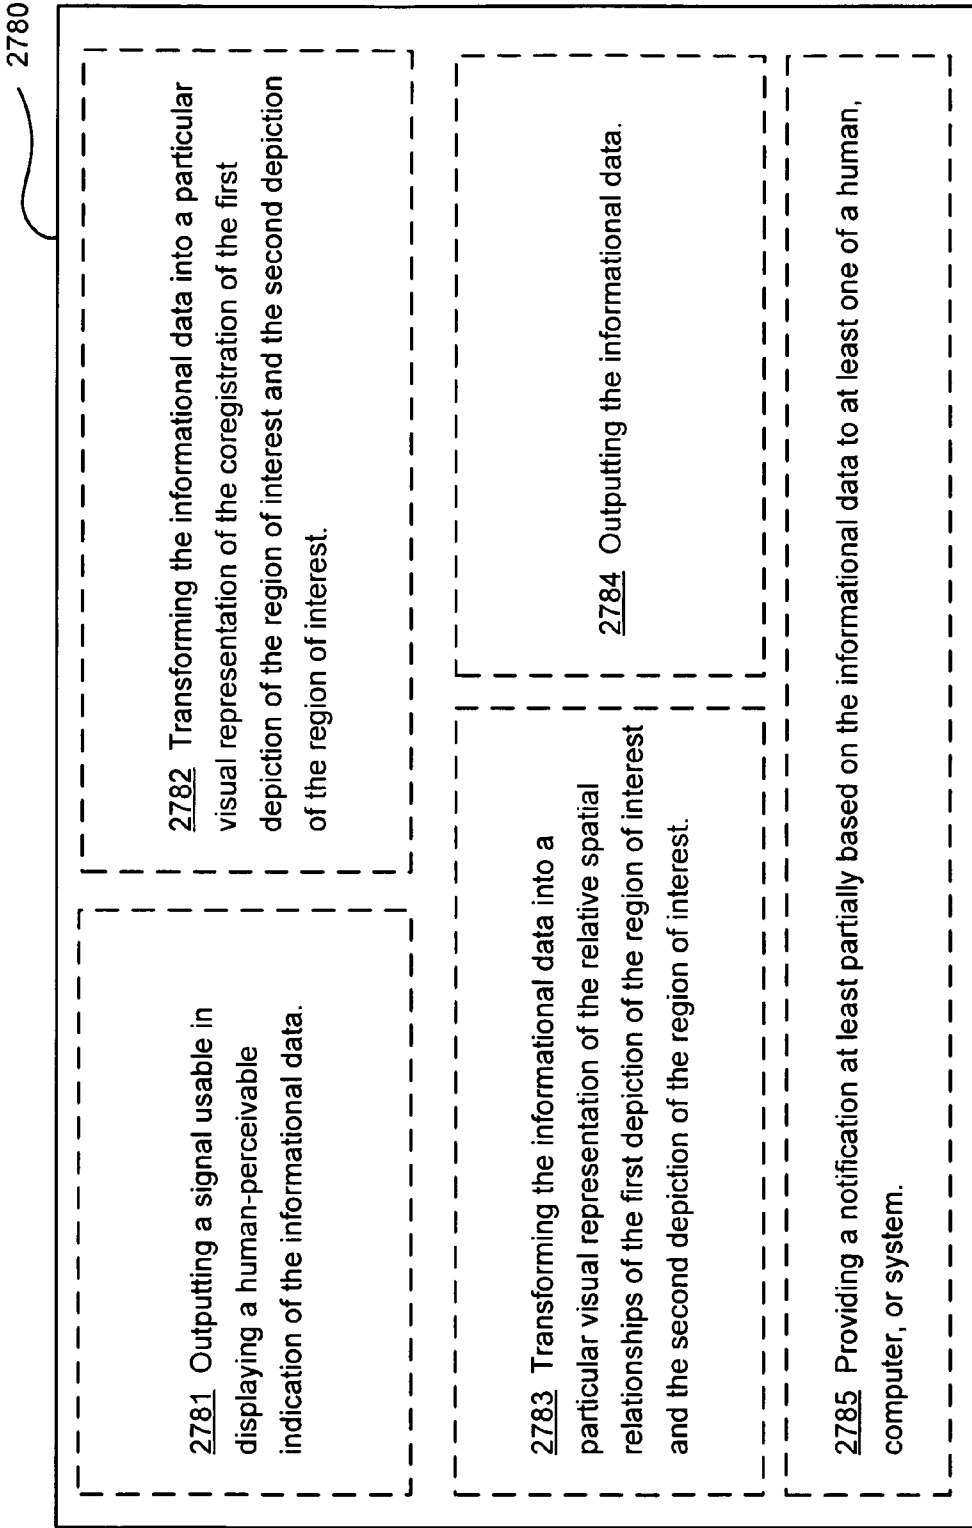 2780
2781 Outputting a signal usable in
displaying a human-perceivable
indication of the informational data.
2782 Transforming the informational data into a particular
visual representation of the coregistration of the first
depiction of the region of interest and the second depiction
of the region of interest.
2783 Transforming the informational data into a
particular visual representation of the relative spatial
relationships of the first depiction of the region of interest
and the second depiction of the region of interest.
2784 Outputting the informational data.
2785 Providing a notification at least partially based on the informational data to at least one of a human,
computer, or system.